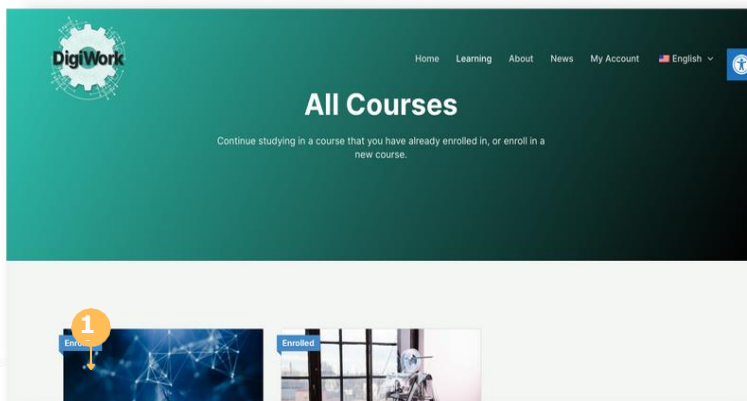 DigiWork
Home Learning About News My Account English
All Courses
Continue studying in a course that you have already enrolled in, or enroll in a
new course.
1
Enrolled